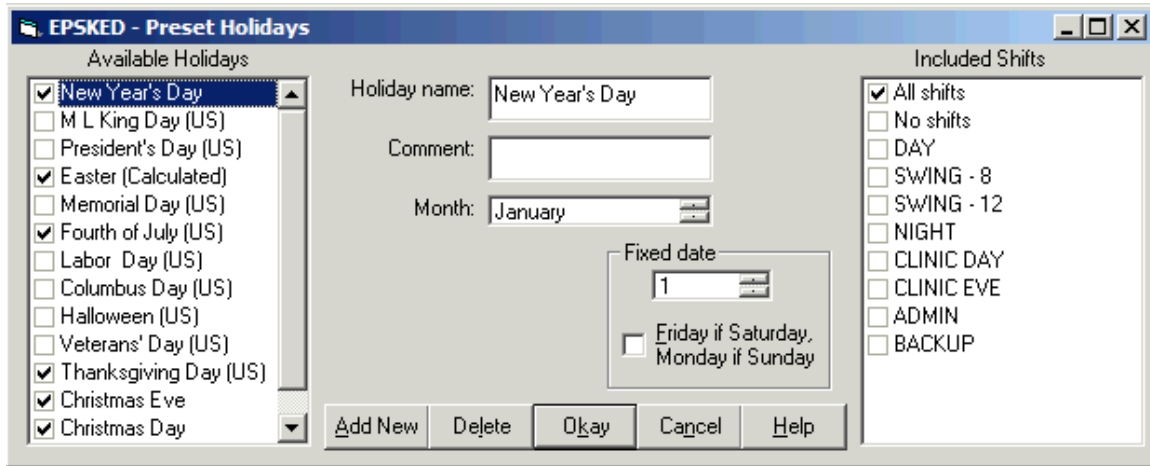 EPSKED - Preset Holidays
Available Holidays
New Year's Day
M L King Day (US)
President's Day (US)
Easter (Calculated)
Memorial Day (US)
Fourth of July (US)
Labor  Day (US)
Columbus Day (US)
Halloween (US)
Veterans' Day (US)
Thanksgiving Day (US)
Christmas Eve
Christmas Day
Holiday name: New Year's Day
Comment:
Month: January
Fixed date
1
Friday if Saturday,
Monday if Sunday
Add New Delete Okay Cancel Help
Included Shifts
All shifts
No shifts
DAY
SWING - 8
SWING - 12
NIGHT
CLINIC DAY
CLINIC EVE
ADMIN
BACKUP